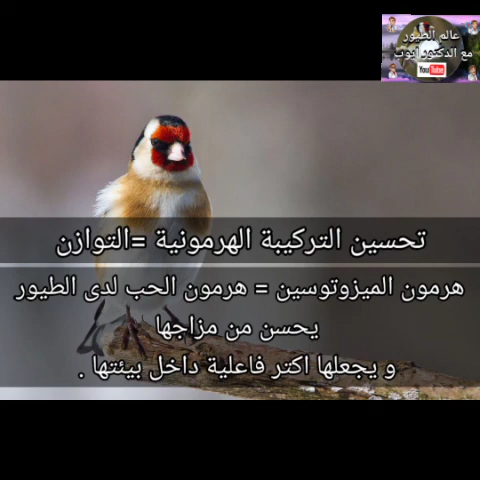 عالم الطيور
مع الدكتور أيوب
YouTube
تحسين التركيبة الهرمونية =التوازن
هرمون الميزوتوسين = هرمون الحب لدى الطيور
يحسن من مزاجها
و يجعلها اكتر فاعلية داخل بيئتها .